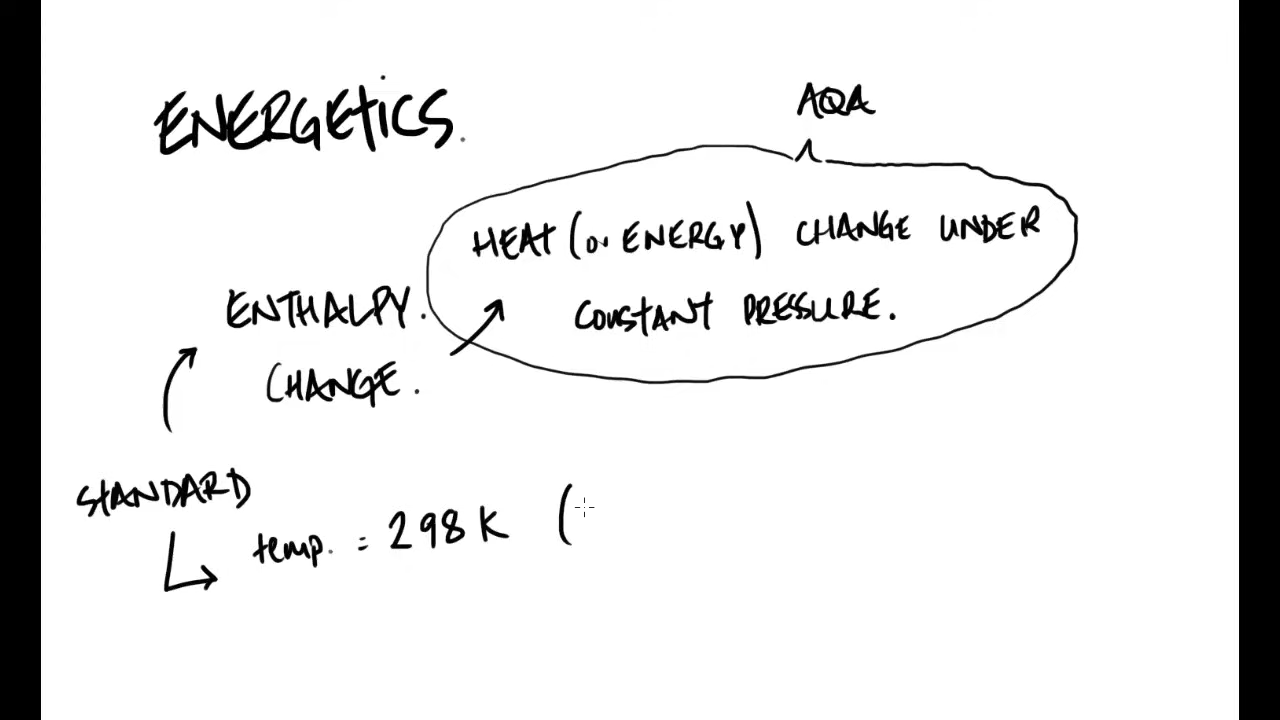 ENERGETICS.
AQA
HEAT (or ENERGY) CHANGE UNDER
CONSTANT PRESSURE.
ENTHALPY.
CHANGE.
STANDARD
temp. = 298 K (